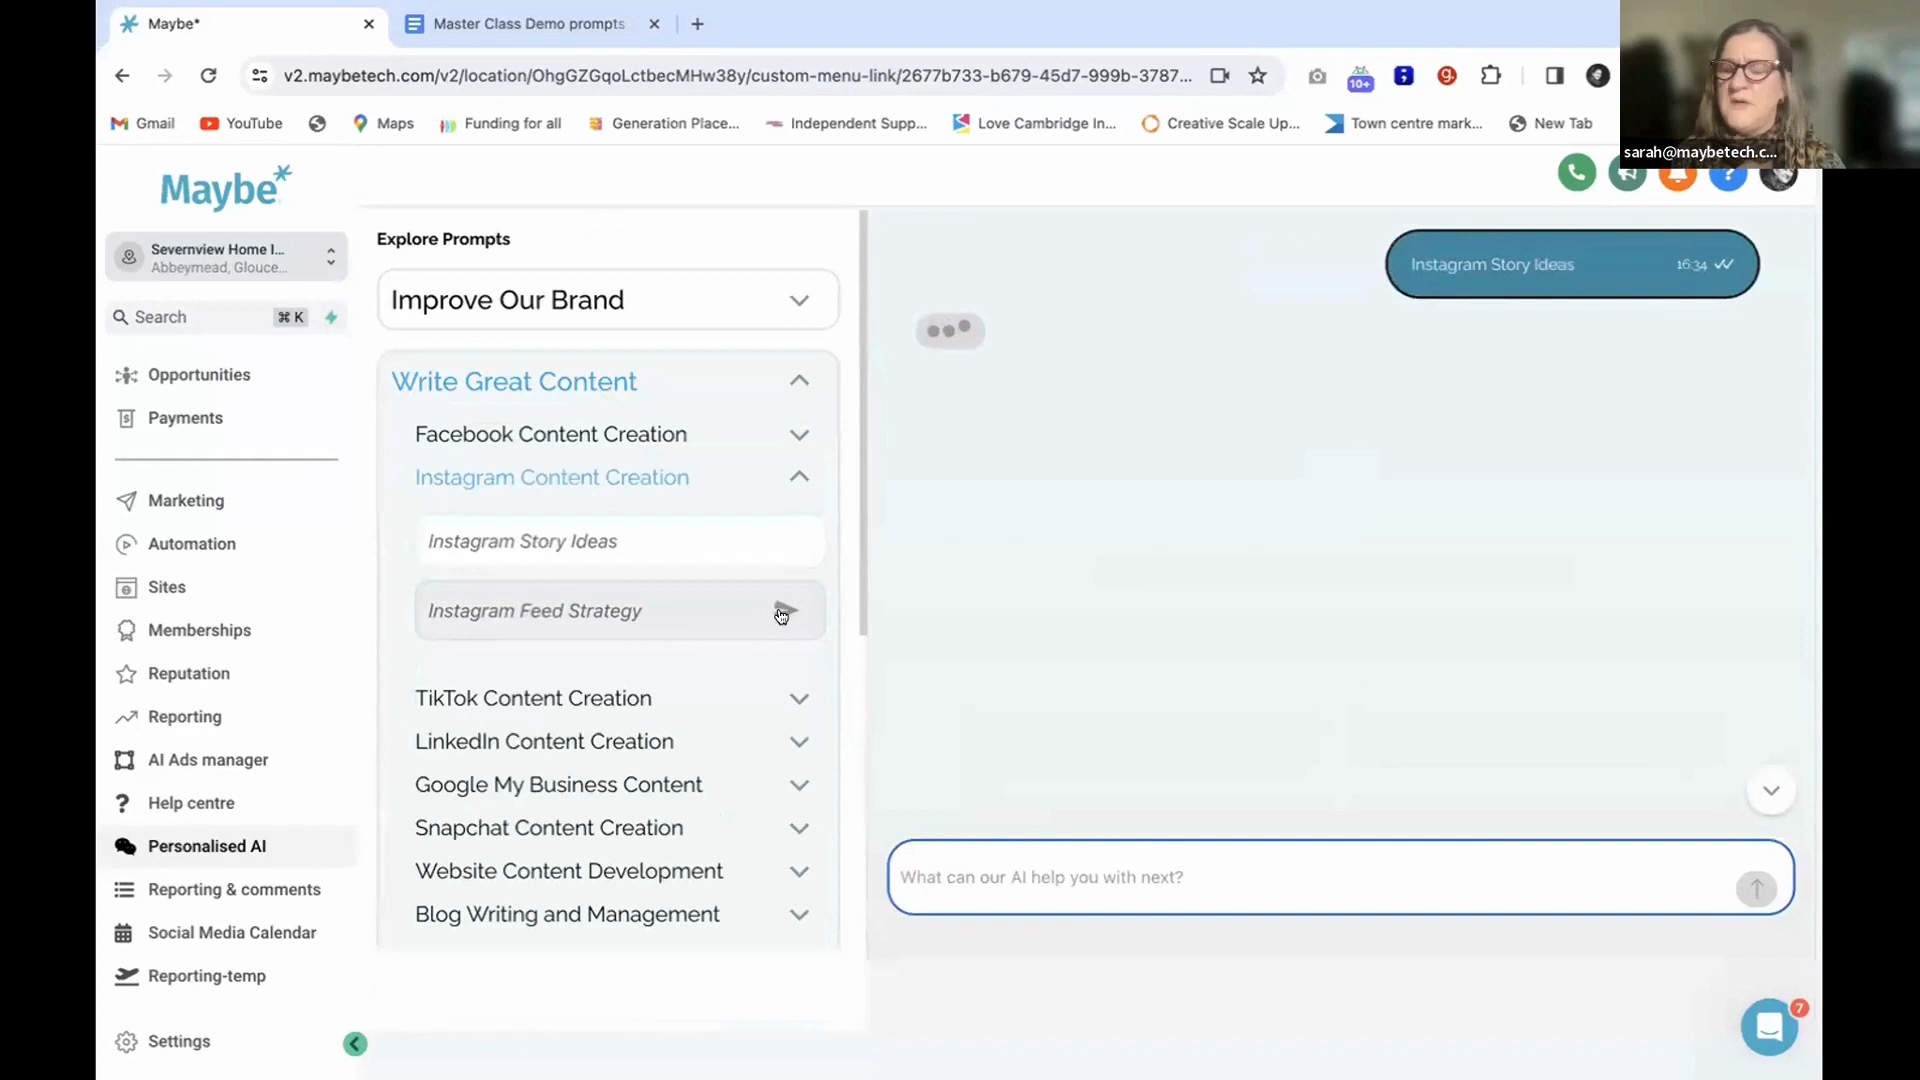 Maybe*
Master Class Demo prompts
v2.maybetech.com/v2/location/OhgGZGqoLctbecMHw38y/custom-menu-link/2677b733-b679-45d7-999b-3787...
10+
Gmail
YouTube
Maps
Funding for all
Generation Place...
Independent Supp...
Love Cambridge In...
Creative Scale Up...
Town centre mark...
New Tab
sarah@maybetech.c...
Maybe*
Severnview Home I...
Abbeymead, Glouce...
Search
⌘ K
Opportunities
Payments
Marketing
Automation
Sites
Memberships
Reputation
Reporting
AI Ads manager
Help centre
Personalised AI
Reporting & comments
Social Media Calendar
Reporting-temp
Settings
Explore Prompts
Improve Our Brand
Write Great Content
Facebook Content Creation
Instagram Content Creation
Instagram Story Ideas
Instagram Feed Strategy
TikTok Content Creation
LinkedIn Content Creation
Google My Business Content
Snapchat Content Creation
Website Content Development
Blog Writing and Management
Instagram Story Ideas
16:34
What can our AI help you with next?
7